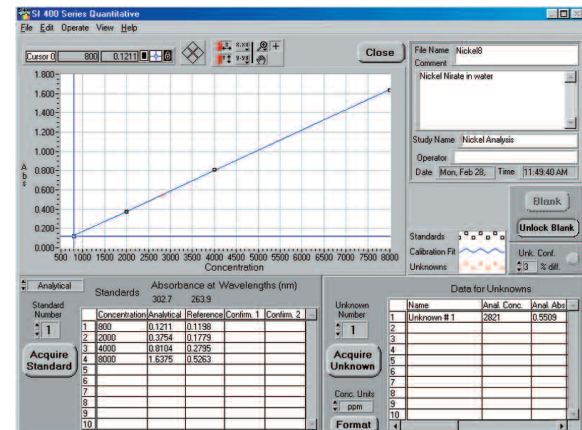 SI 400 Series Quantitative
File Edit Operate View Help
Cursor 0 800 0.1211
Close
File Name Nickel8
Comment
Nickel Nirate in water
Study Name Nickel Analysis
Operator
Date Mon, Feb 28, Time 11:49:40 AM
1.800
1.600
1.400
1.200
1.000
0.800
0.600
0.400
0.200
0.000
Abs
500 1000 1500 2000 2500 3000 3500 4000 4500 5000 5500 6000 6500 7000 7500 8000
Concentration
Blank
Unlock Blank
Standards
Calibration Fit
Unknowns
Unk. Conf.
3 % diff.
Analytical
Standards
Absorbance at Wavelengths (nm)
302.7 263.9
Standard Number
1
Acquire Standard
Concentration Analytical Reference Confirm. 1 Confirm. 2
1 800 0.1211 0.1198
2 2000 0.3754 0.1779
3 4000 0.8104 0.2795
4 8000 1.6375 0.5263
5
6
7
8
9
10
Data for Unknowns
Unknown Number
1
Acquire Unknown
Conc. Units
ppm
Format
Name Anal. Conc. Anal. Abs
1 Unknown # 1 2821 0.5509
2
3
4
5
6
7
8
9
10